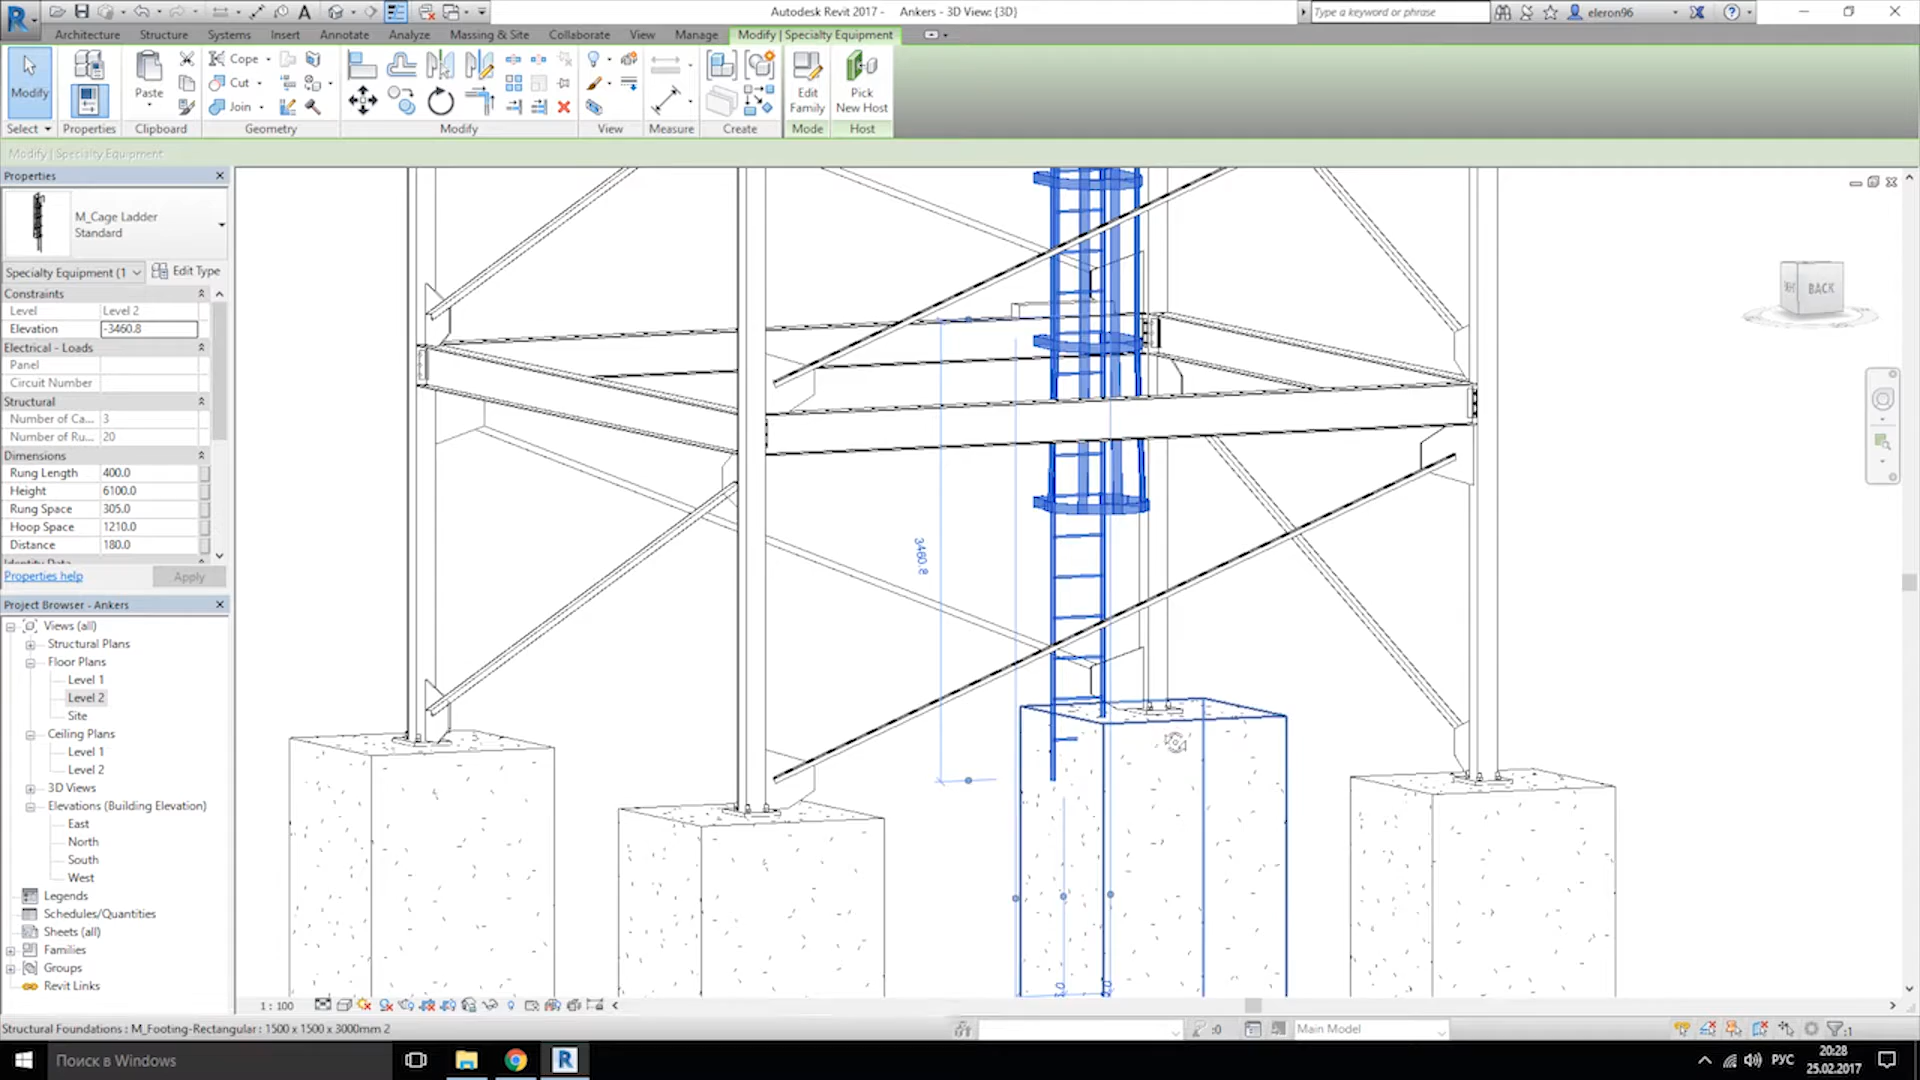 Autodesk Revit 2017 - Ankers - 3D View: {3D}
Type a keyword or phrase
eleron96
Architecture Structure Systems Insert Annotate Analyze Massing & Site Collaborate View Manage Modify | Specialty Equipment
Modify
Paste
Cope
Cut
Join
Edit Family
Pick New Host
Select Properties Clipboard Geometry Modify View Measure Create Mode Host
Modify | Specialty Equipment
Properties
M_Cage Ladder
Standard
Specialty Equipment (1
Edit Type
Constraints
Level Level 2
Elevation -3460.8
Electrical - Loads
Panel
Circuit Number
Structural
Number of Ca... 3
Number of Ru... 20
Dimensions
Rung Length 400.0
Height 6100.0
Rung Space 305.0
Hoop Space 1210.0
Distance 180.0
Identity Data
Properties help
Apply
Project Browser - Ankers
Views (all)
Structural Plans
Floor Plans
Level 1
Level 2
Site
Ceiling Plans
Level 1
Level 2
3D Views
Elevations (Building Elevation)
East
North
South
West
Legends
Schedules/Quantities
Sheets (all)
Families
Groups
Revit Links
3460.8
BACK
1 : 100
Structural Foundations : M_Footing-Rectangular : 1500 x 1500 x 3000mm 2
:0
Main Model
:1
Поиск в Windows
РУС
20:28
25.02.2017